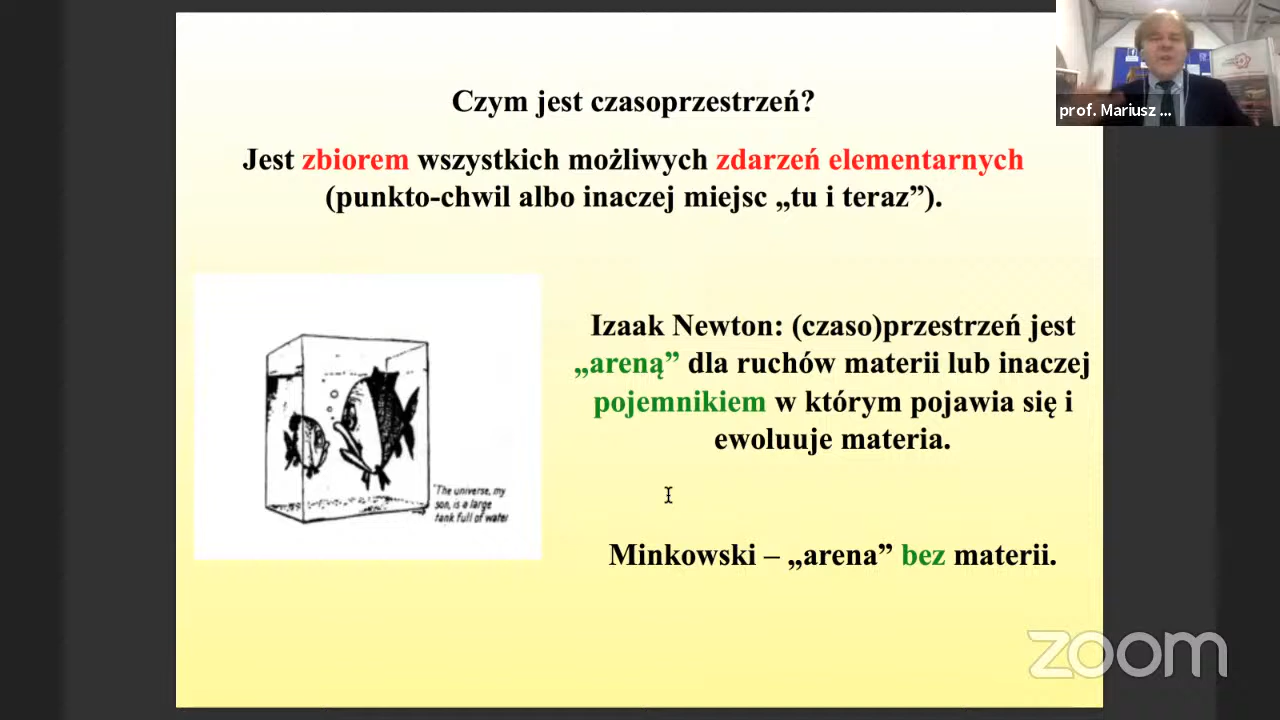 Czym jest czasoprzestrzeń?
Jest zbiorem wszystkich możliwych zdarzeń elementarnych
(punkto-chwil albo inaczej miejsc „tu i teraz”).
Izaak Newton: (czaso)przestrzeń jest
„areną” dla ruchów materii lub inaczej
pojemnikiem w którym pojawia się i
ewoluuje materia.
"The universe, my
son, is a large
tank full of water
Minkowski – „arena” bez materii.
prof. Mariusz ...
zoom